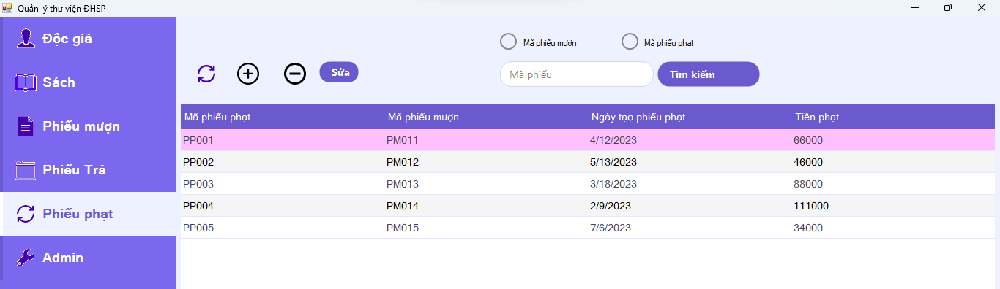 Quản lý thư viện ĐHSP
Độc giả
Sách
Phiếu mượn
Phiếu Trả
Phiếu phạt
Admin
Mã phiếu mượn Mã phiếu phạt
Sửa Mã phiếu Tìm kiếm
Mã phiếu phạt Mã phiếu mượn Ngày tạo phiếu phạt Tiền phạt
PP001 PM011 4/12/2023 66000
PP002 PM012 5/13/2023 46000
PP003 PM013 3/18/2023 88000
PP004 PM014 2/9/2023 111000
PP005 PM015 7/6/2023 34000